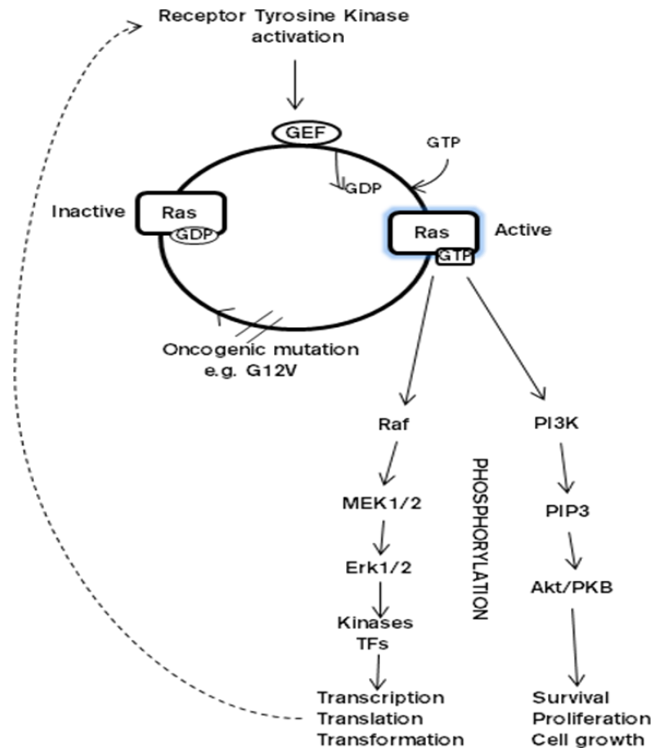 Receptor Tyrosine Kinase
activation
GEF
GTP
GDP
Inactive
Ras
GDP
Ras
GTP
Active
Oncogenic mutation
e.g. G12V
Raf
PI3K
MEK1/2
PIP3
PHOSPHORYLATION
Erk1/2
Akt/PKB
Kinases
TFs
Transcription
Translation
Transformation
Survival
Proliferation
Cell growth